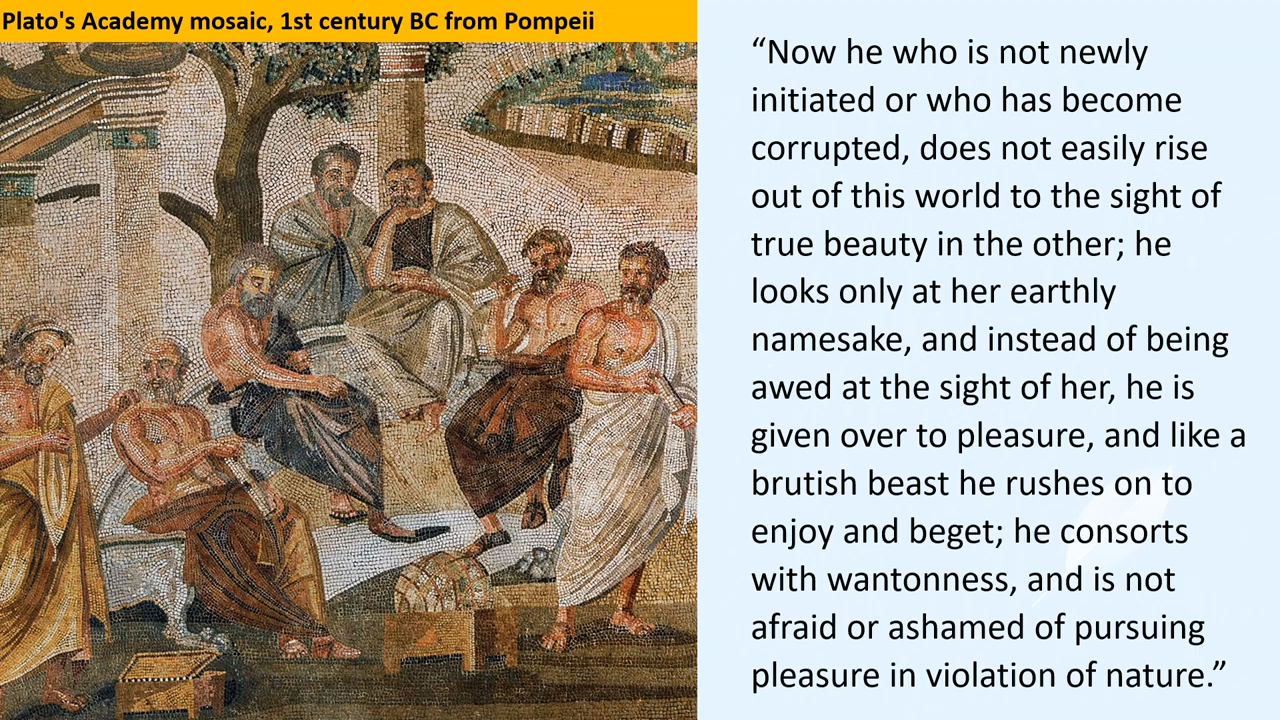 Plato's Academy mosaic, 1st century BC from Pompeii
“Now he who is not newly
initiated or who has become
corrupted, does not easily rise
out of this world to the sight of
true beauty in the other; he
looks only at her earthly
namesake, and instead of being
awed at the sight of her, he is
given over to pleasure, and like a
brutish beast he rushes on to
enjoy and beget; he consorts
with wantonness, and is not
afraid or ashamed of pursuing
pleasure in violation of nature.”